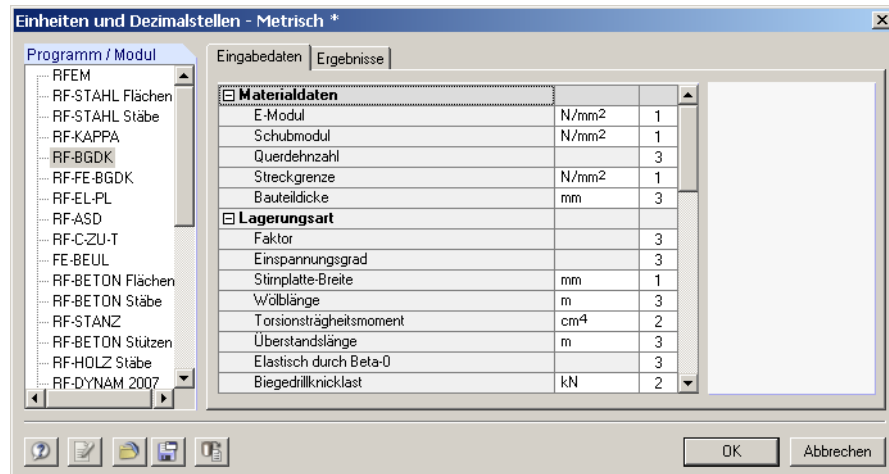 Einheiten und Dezimalstellen - Metrisch *
Programm / Modul
RFEM
RF-STAHL Flächen
RF-STAHL Stäbe
RF-KAPPA
RF-BGDK
RF-FE-BGDK
RF-EL-PL
RF-ASD
RF-C-ZU-T
FE-BEUL
RF-BETON Flächen
RF-BETON Stäbe
RF-STANZ
RF-BETON Stützen
RF-HOLZ Stäbe
RF-DYNAM 2007
Eingabedaten Ergebnisse
Materialdaten
E-Modul N/mm2 1
Schubmodul N/mm2 1
Querdehnzahl 3
Streckgrenze N/mm2 1
Bauteildicke mm 3
Lagerungsart
Faktor 3
Einspannungsgrad 3
Stirnplatte-Breite mm 1
Wölblänge m 3
Torsionsträgheitsmoment cm4 2
Überstandslänge m 3
Elastisch durch Beta-0 3
Biegedrillknicklast kN 2
OK Abbrechen